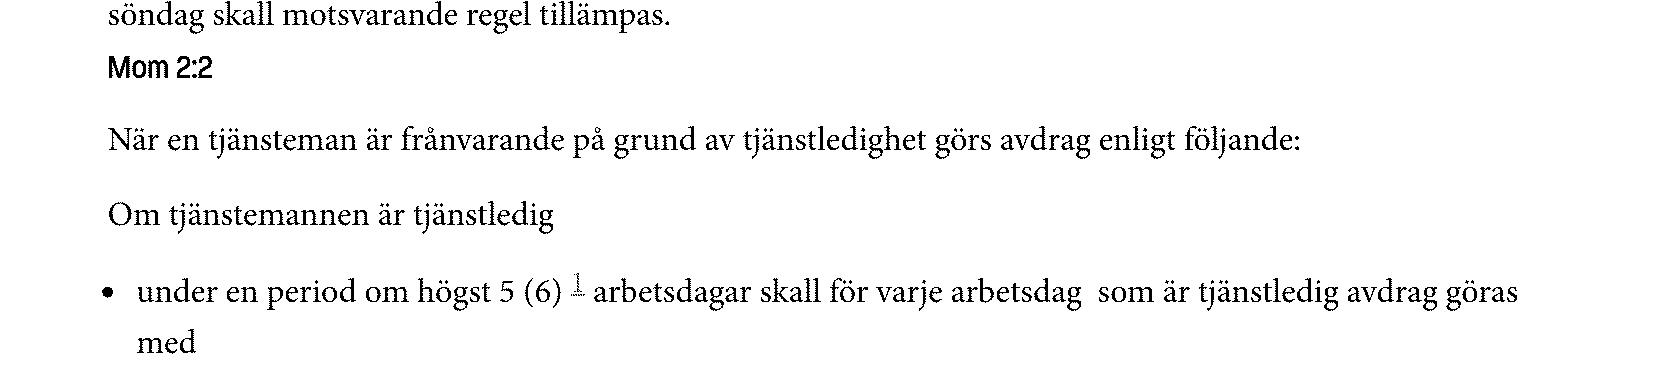 söndag skall motsvarande regel tillämpas.
Mom 2:2
När en tjänsteman är frånvarande på grund av tjänstledighet görs avdrag enligt följande:
Om tjänstemannen är tjänstledig
• under en period om högst 5 (6) 1 arbetsdagar skall för varje arbetsdag  som är tjänstledig avdrag göras
med